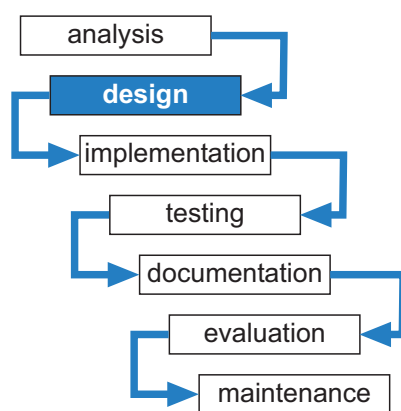 analysis
design
implementation
testing
documentation
evaluation
maintenance